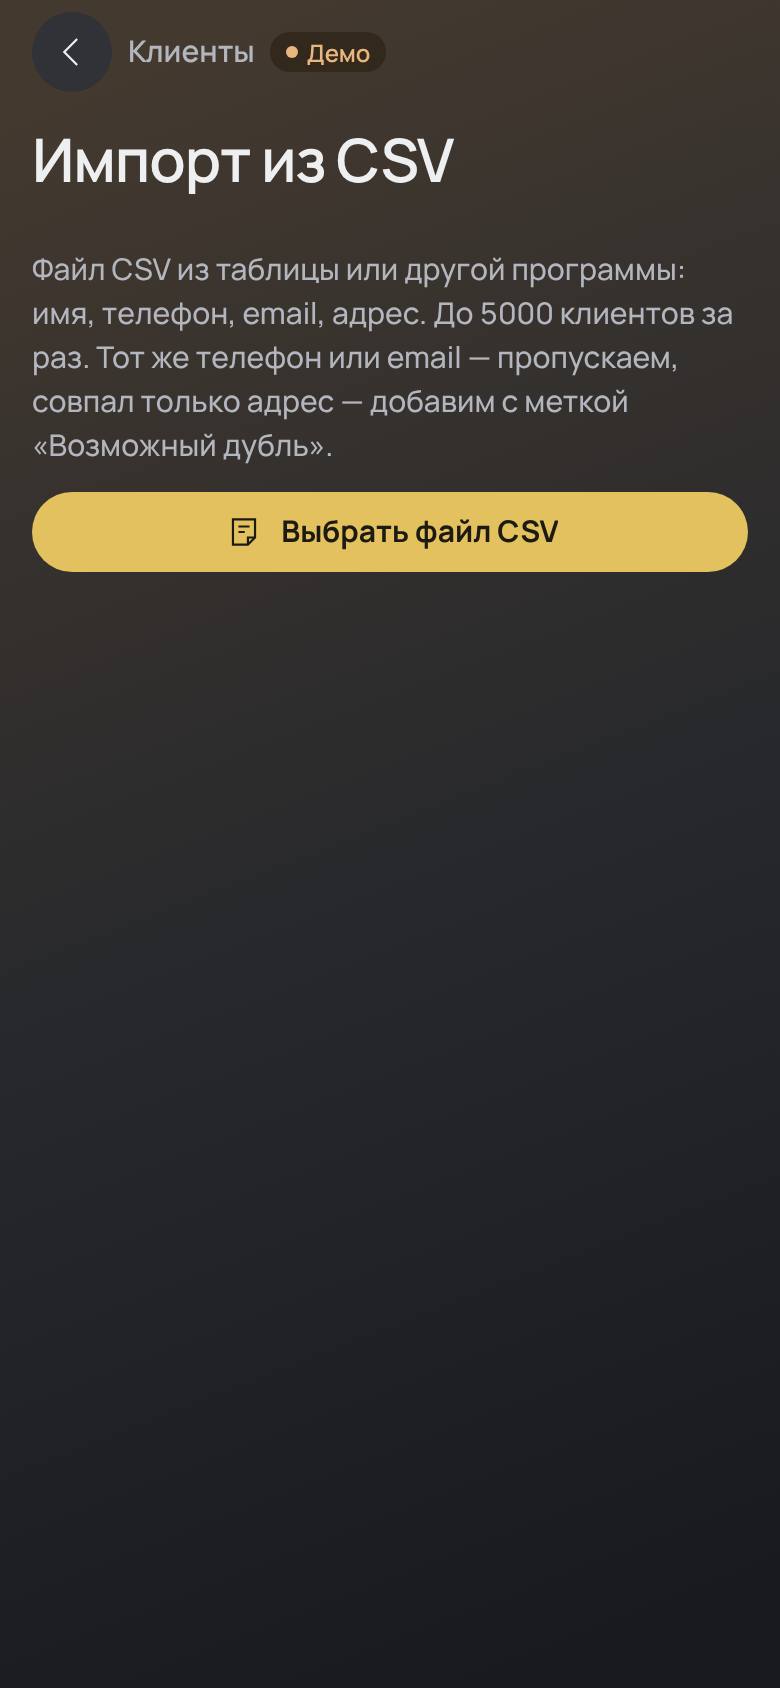 Клиенты
Демо
Импорт из CSV
Файл CSV из таблицы или другой программы:
имя, телефон, email, адрес. До 5000 клиентов за
раз. Тот же телефон или email — пропускаем,
совпал только адрес — добавим с меткой
«Возможный дубль».
Выбрать файл CSV